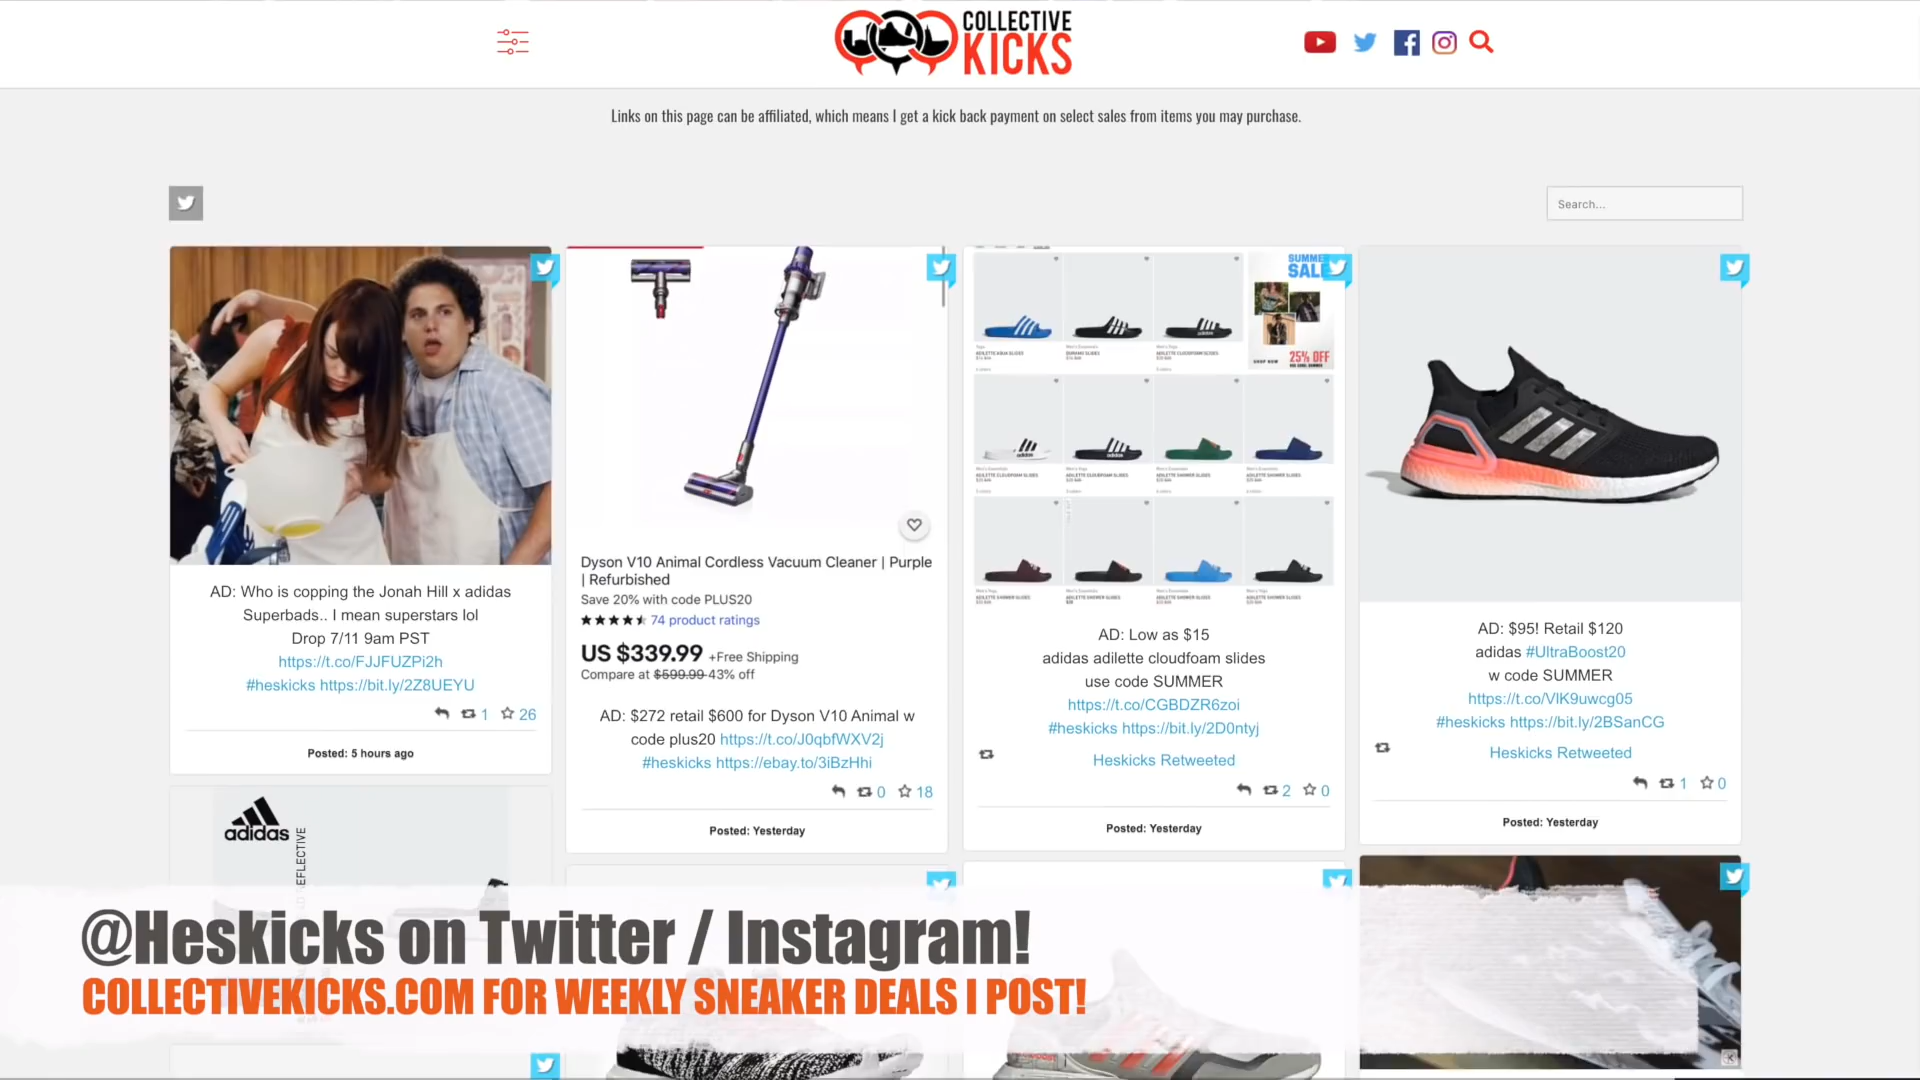 COLLECTIVE
KICKS
Links on this page can be affiliated, which means I get a kick back payment on select sales from items you may purchase.
Search...
AD: Who is copping the Jonah Hill x adidas
Superbads.. I mean superstars lol
Drop 7/11 9am PST
https://t.co/FJJFUZPi2h
#heskicks https://bit.ly/2Z8UEYU
1 26
Posted: 5 hours ago
Dyson V10 Animal Cordless Vacuum Cleaner | Purple
| Refurbished
Save 20% with code PLUS20
74 product ratings
US $339.99 +Free Shipping
Compare at $599.99 43% off
AD: $272 retail $600 for Dyson V10 Animal w
code plus20 https://t.co/J0qbfWXV2j
#heskicks https://ebay.to/3iBzHhi
0 18
Posted: Yesterday
SUMME
SAL
SHOP NOW 25% OFF
AD: Low as $15
adidas adilette cloudfoam slides
use code SUMMER
https://t.co/CGBDZR6zoi
#heskicks https://bit.ly/2D0ntyj
Heskicks Retweeted
2 0
Posted: Yesterday
AD: $95! Retail $120
adidas #UltraBoost20
w code SUMMER
https://t.co/VlK9uwcg05
#heskicks https://bit.ly/2BSanCG
Heskicks Retweeted
1 0
Posted: Yesterday
adidas
EFLECTIVE
@Heskicks on Twitter / Instagram!
COLLECTIVEKICKS.COM FOR WEEKLY SNEAKER DEALS I POST!